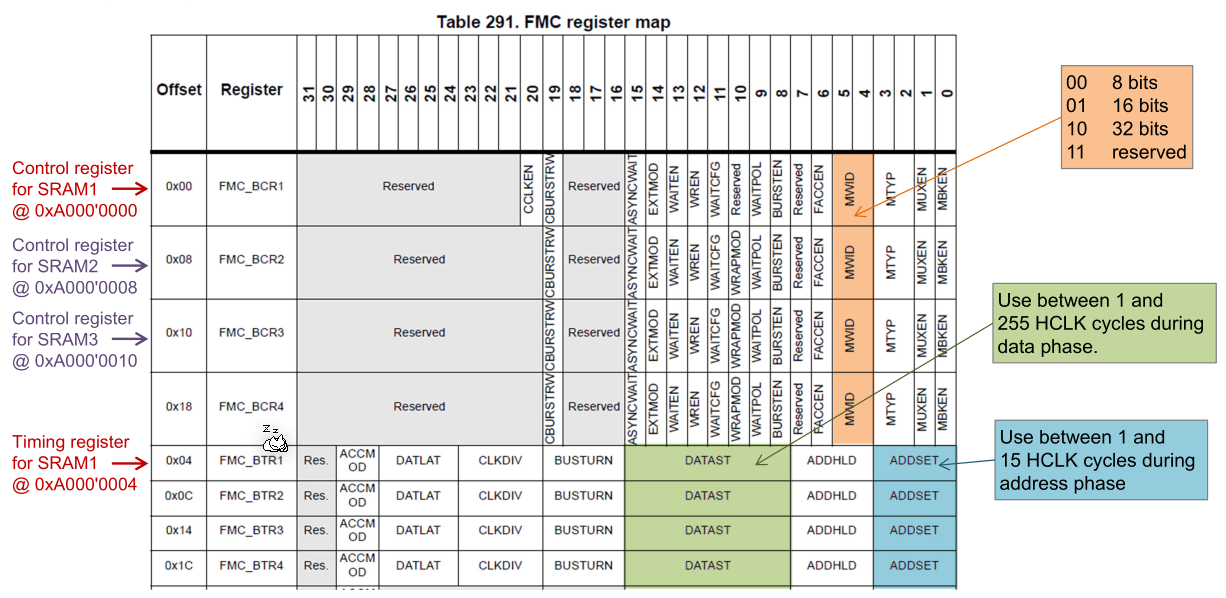 Table 291. FMC register map
Offset Register 31 30 29 28 27 26 25 24 23 22 21 20 19 18 17 16 15 14 13 12 11 10 9 8 7 6 5 4 3 2 1 0
00 8 bits
01 16 bits
10 32 bits
11 reserved
Control register
for SRAM1
@ 0xA000'0000
0x00 FMC_BCR1 Reserved CCLKEN CBURSTRW Reserved ASYNCWAIT EXTMOD WAITEN WREN WAITCFG Reserved WAITPOL BURSTEN Reserved FACCEN MWID MTYP MUXEN MBKEN
Control register
for SRAM2
@ 0xA000'0008
0x08 FMC_BCR2 Reserved CBURSTRW Reserved ASYNCWAIT EXTMOD WAITEN WREN WAITCFG WRAPMOD WAITPOL BURSTEN Reserved FACCEN MWID MTYP MUXEN MBKEN
Control register
for SRAM3
@ 0xA000'0010
0x10 FMC_BCR3 Reserved CBURSTRW Reserved ASYNCWAIT EXTMOD WAITEN WREN WAITCFG WRAPMOD WAITPOL BURSTEN Reserved FACCEN MWID MTYP MUXEN MBKEN
Use between 1 and
255 HCLK cycles during
data phase.
0x18 FMC_BCR4 Reserved CBURSTRW Reserved ASYNCWAIT EXTMOD WAITEN WREN WAITCFG WRAPMOD WAITPOL BURSTEN Reserved FACCEN MWID MTYP MUXEN MBKEN
z z
Timing register
for SRAM1
@ 0xA000'0004
0x04 FMC_BTR1 Res. ACCM
OD DATLAT CLKDIV BUSTURN DATAST ADDHLD ADDSET
Use between 1 and
15 HCLK cycles during
address phase
0x0C FMC_BTR2 Res. ACCM
OD DATLAT CLKDIV BUSTURN DATAST ADDHLD ADDSET
0x14 FMC_BTR3 Res. ACCM
OD DATLAT CLKDIV BUSTURN DATAST ADDHLD ADDSET
0x1C FMC_BTR4 Res. ACCM
OD DATLAT CLKDIV BUSTURN DATAST ADDHLD ADDSET